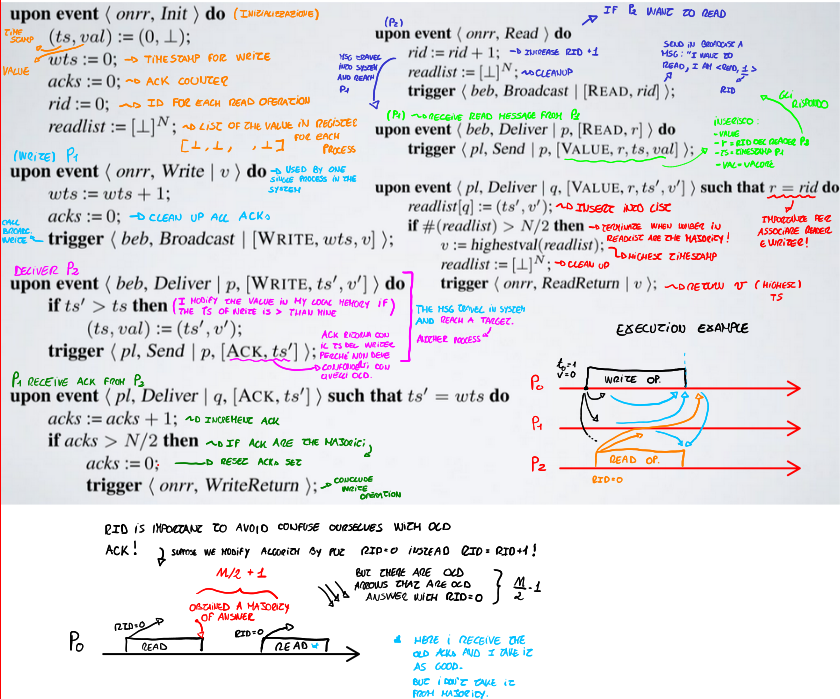 upon event ⟨ onrr, Init ⟩ do (INIZIALIZZAZIONE)
TIME STAMP
(ts, val) := (0, ⊥);
VALUE
wts := 0; → TIMESTAMP FOR WRITE
acks := 0; → ACK COUNTER
rid := 0; → ID FOR EACH READ OPERATION
readlist := [⊥]^N; → LIST OF THE VALUE IN REGISTER
FOR EACH
PROCESS
[⊥, ⊥, , ⊥]
(WRITE) P1
upon event ⟨ onrr, Write | v ⟩ do → USED BY ONE
SINGLE PROCESS IN THE
SYSTEM
wts := wts + 1;
acks := 0; → CLEAN UP ALL ACKs
CALL
BROADC.
WRITE
trigger ⟨ beb, Broadcast | [WRITE, wts, v] ⟩;
DELIVER P2
upon event ⟨ beb, Deliver | p, [WRITE, ts', v'] ⟩ do
if ts' > ts then (I MODIFY THE VALUE IN MY LOCAL MEMORY IF)
THE TS OF WRITE IS > THAN MINE
(ts, val) := (ts', v');
trigger ⟨ pl, Send | p, [ACK, ts'] ⟩;
ACK RITORNA CON
IL TS DEL WRITER
PERCHÉ NON DEVE
CONFONDERSI CON
QUELLI OLD.
THE MSG TRAVEL IN SYSTEM
AND REACH A TARGET.
ANOTHER PROCESS
P1 RECEIVE ACK FROM P2
upon event ⟨ pl, Deliver | q, [ACK, ts'] ⟩ such that ts' = wts do
acks := acks + 1; → INCREMENT ACK
if acks > N/2 then → IF ACK ARE THE MAJORITY
acks := 0; → RESET ACKs SET
trigger ⟨ onrr, WriteReturn ⟩; → CONCLUDE
WRITE
OPERATION
(P2)
IF P2 WANT TO READ
upon event ⟨ onrr, Read ⟩ do
rid := rid + 1; → INCREASE RID +1
readlist := [⊥]^N; → CLEANUP
trigger ⟨ beb, Broadcast | [READ, rid] ⟩;
MSG TRAVEL
INTO SYSTEM
AND REACH
P1
SEND IN BROADCAST A
MSG: "I WANT TO
READ, I AM <READ, 1>
RID
GLI
RISPONDO
(P1) → RECEIVE READ MESSAGE FROM P2
upon event ⟨ beb, Deliver | p, [READ, r] ⟩ do
trigger ⟨ pl, Send | p, [VALUE, r, ts, val] ⟩;
INSERISCO:
- VALUE
- r = RID DEL READER P2
- TS = TIMESTAMP P1
- VAL = VALORE
upon event ⟨ pl, Deliver | q, [VALUE, r, ts', v'] ⟩ such that r = rid do
readlist[q] := (ts', v'); → INSERT INTO LIST
if #(readlist) > N/2 then → TERMINATE WHEN NUMBER IN
READLIST ARE THE MAJORITY!
v := highestval(readlist); → HIGHEST TIMESTAMP
readlist := [⊥]^N; → CLEAN UP
trigger ⟨ onrr, ReadReturn | v ⟩; → RETURN V (HIGHEST)
TS
IMPORTANTE PER
ASSOCIARE READER
E WRITER!
EXECUTION EXAMPLE
t0=1
v=0
P0 WRITE OP.
P1
P2 READ OP.
RID=0
RID IS IMPORTANT TO AVOID CONFUSE OURSELVES WITH OLD
ACK! SUPPOSE WE MODIFY ALGORITH BY PUT RID=0 INSTEAD RID = RID+1!
M/2 + 1
OBTAINED A MAJORITY
OF ANSWER
BUT THERE ARE OLD
ARROWS THAT ARE OLD
ANSWER WITH RID=0
M/2 - 1
RID=0
RID=0
P0 READ READ *
* HERE I RECEIVE THE
OLD ACKs AND I TAKE IT
AS GOOD.
BUT I DON'T TAKE IT
FROM MAJORITY.